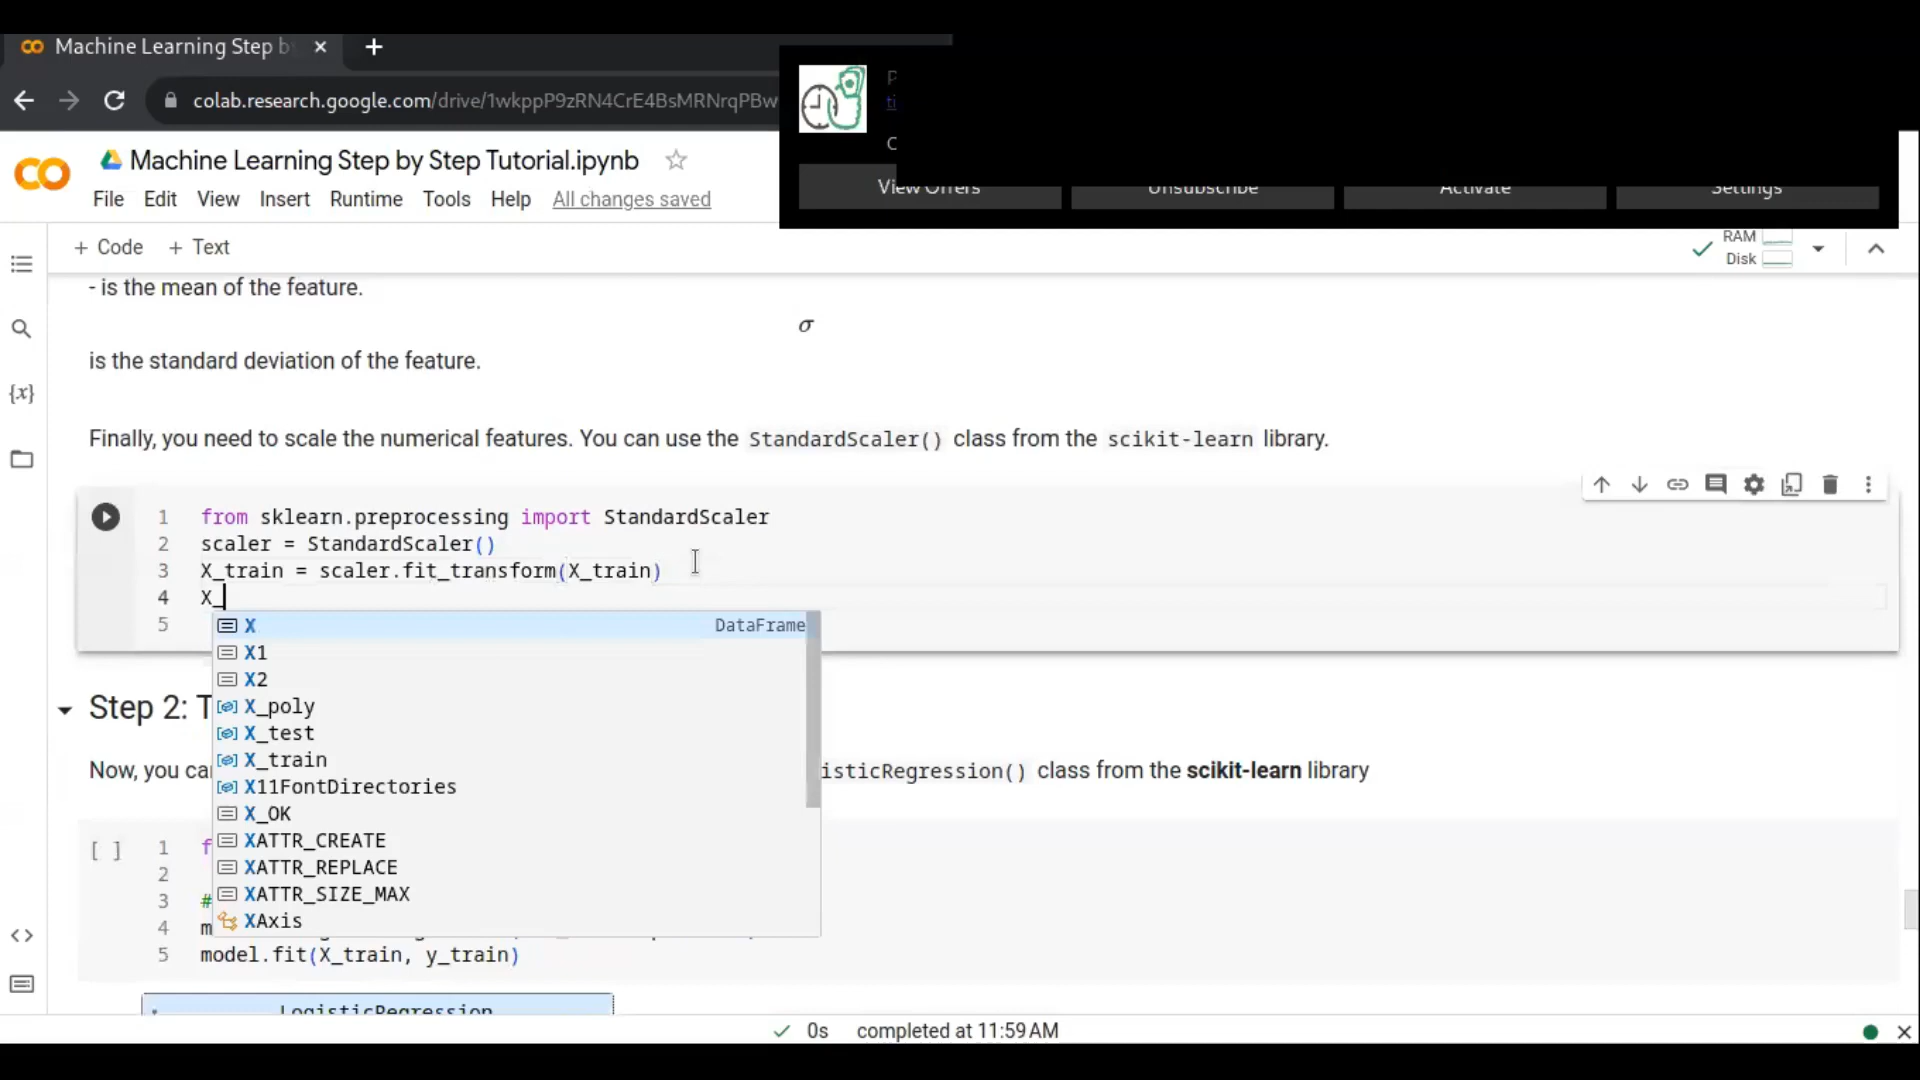 Machine Learning Step b
colab.research.google.com/drive/1wkppP9zRN4CrE4BsMRNrqPBw
Machine Learning Step by Step Tutorial.ipynb
File Edit View Insert Runtime Tools Help All changes saved
View Offers Unsubscribe Activate Settings
+ Code + Text
RAM
Disk
- is the mean of the feature.
σ
is the standard deviation of the feature.
Finally, you need to scale the numerical features. You can use the StandardScaler() class from the scikit-learn library.
1 from sklearn.preprocessing import StandardScaler
2 scaler = StandardScaler()
3 X_train = scaler.fit_transform(X_train)
4 X_
5
X DataFrame
X1
X2
X_poly
X_test
X_train
X11FontDirectories
X_OK
XATTR_CREATE
XATTR_REPLACE
XATTR_SIZE_MAX
XAxis
Step 2: T
Now, you ca isticRegression() class from the scikit-learn library
[ ] 1 f
2
3 #
4 m
5 model.fit(X_train, y_train)
LogisticRegression
0s completed at 11:59 AM